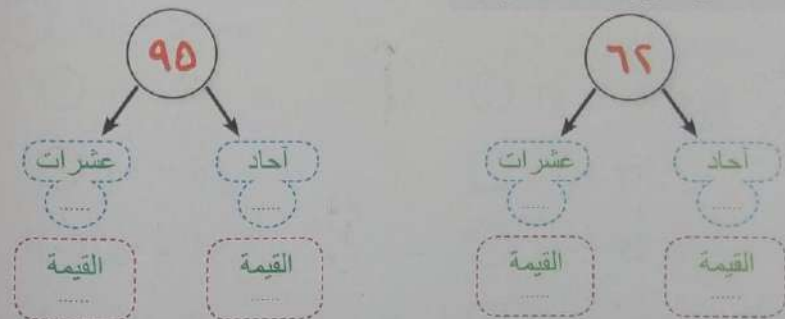 ٦٢ ٩٥
آحاد عشرات آحاد عشرات
...... ...... ...... ......
القيمة القيمة القيمة القيمة
...... ...... ...... ......